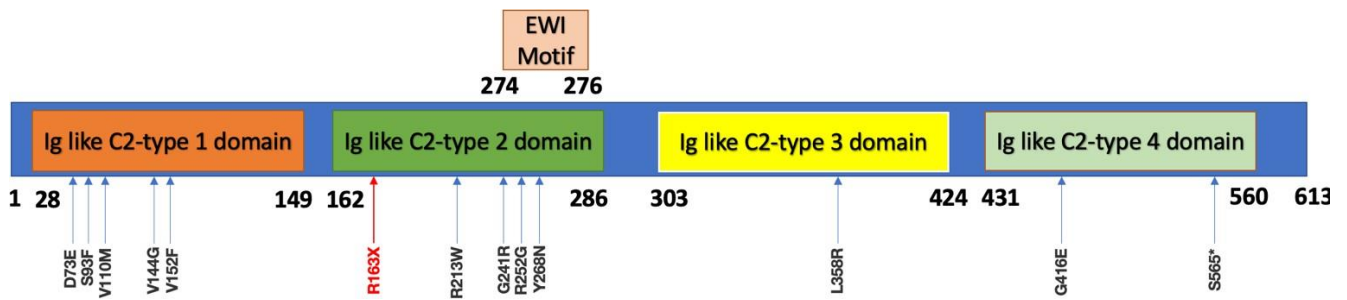 EWI
Motif
274 276
Ig like C2-type 1 domain Ig like C2-type 2 domain Ig like C2-type 3 domain Ig like C2-type 4 domain
1 28 149 162 286 303 424 431 560 613
D73E
S93F
V110M
V144G
V152F
R163X
R213W
G241R
R252G
Y268N
L358R
G416E
S565*